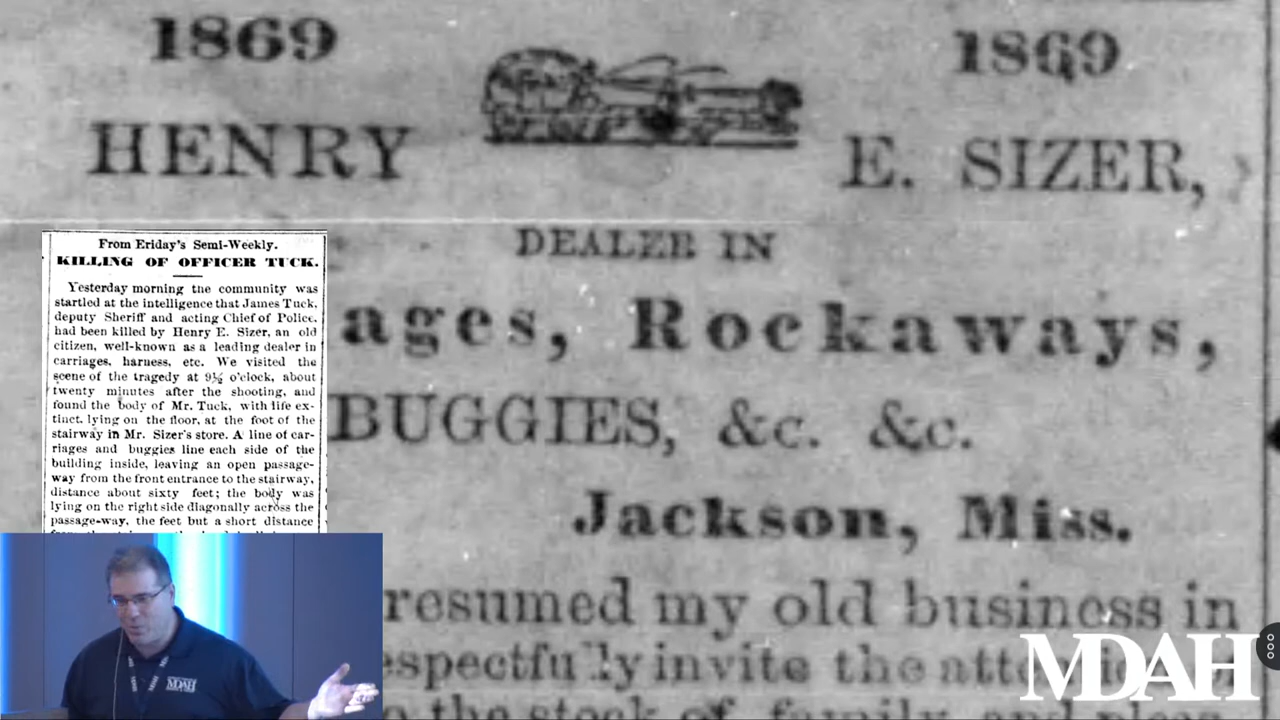 1869 1869
HENRY E. SIZER,
DEALER IN
ages, Rockaways,
BUGGIES, &c. &c.
Jackson, Miss.
resumed my old business in
espectfully invite the
the stock of family and
From Eriday's Semi-Weekly.
KILLING OF OFFICER TUCK.
Yesterday morning the community was
startled at the intelligence that James Tuck,
deputy Sheriff and acting Chief of Police,
had been killed by Henry E. Sizer, an old
citizen, well-known as a leading dealer in
carriages, harness, etc. We visited the
scene of the tragedy at 9½ o'clock, about
twenty minutes after the shooting, and
found the body of Mr. Tuck, with life ex-
tinct, lying on the floor, at the foot of the
stairway in Mr. Sizer's store. A line of car-
riages and buggies line each side of the
building inside, leaving an open passage-
way from the front entrance to the stairway,
distance about sixty feet; the body was
lying on the right side diagonally across the
passage-way, the feet but a short distance
MDAH
MDAH